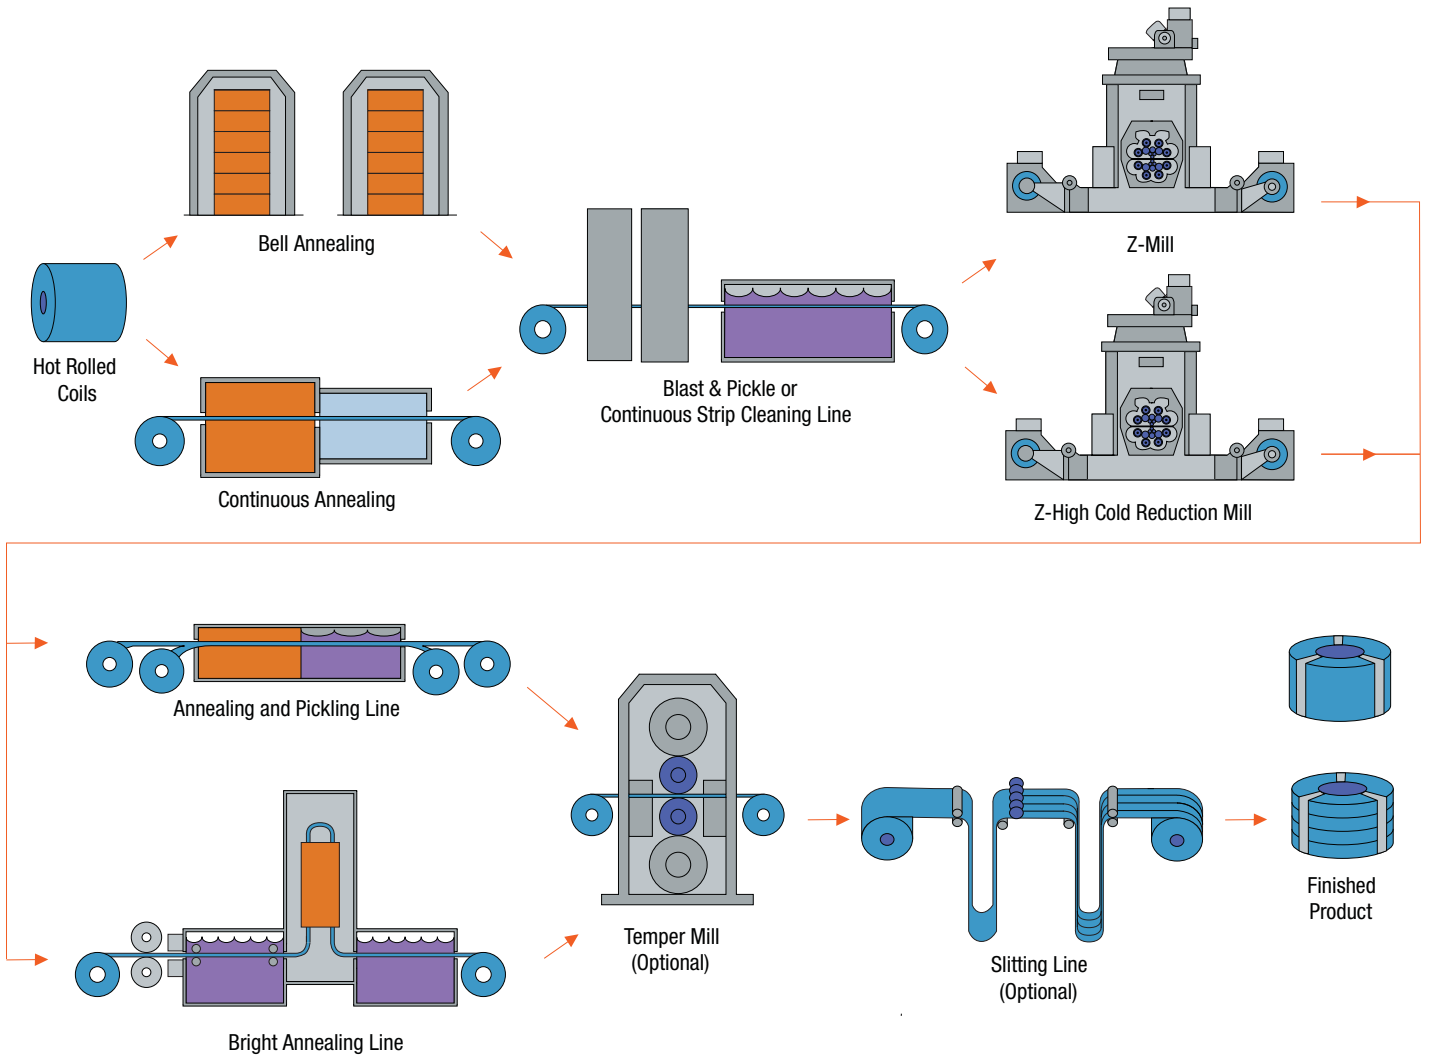 Bell Annealing
Z-Mill
Hot Rolled
Coils
Blast & Pickle or
Continuous Strip Cleaning Line
Continuous Annealing
Z-High Cold Reduction Mill
Annealing and Pickling Line
Finished
Product
Temper Mill
(Optional)
Slitting Line
(Optional)
Bright Annealing Line